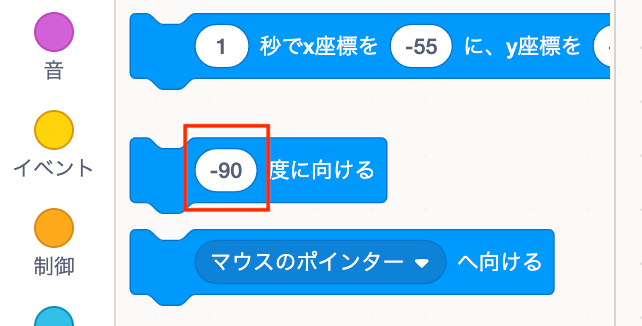 音
イベント
制御
1 秒でx座標を -55 に、y座標を
-90 度に向ける
マウスのポインター へ向ける